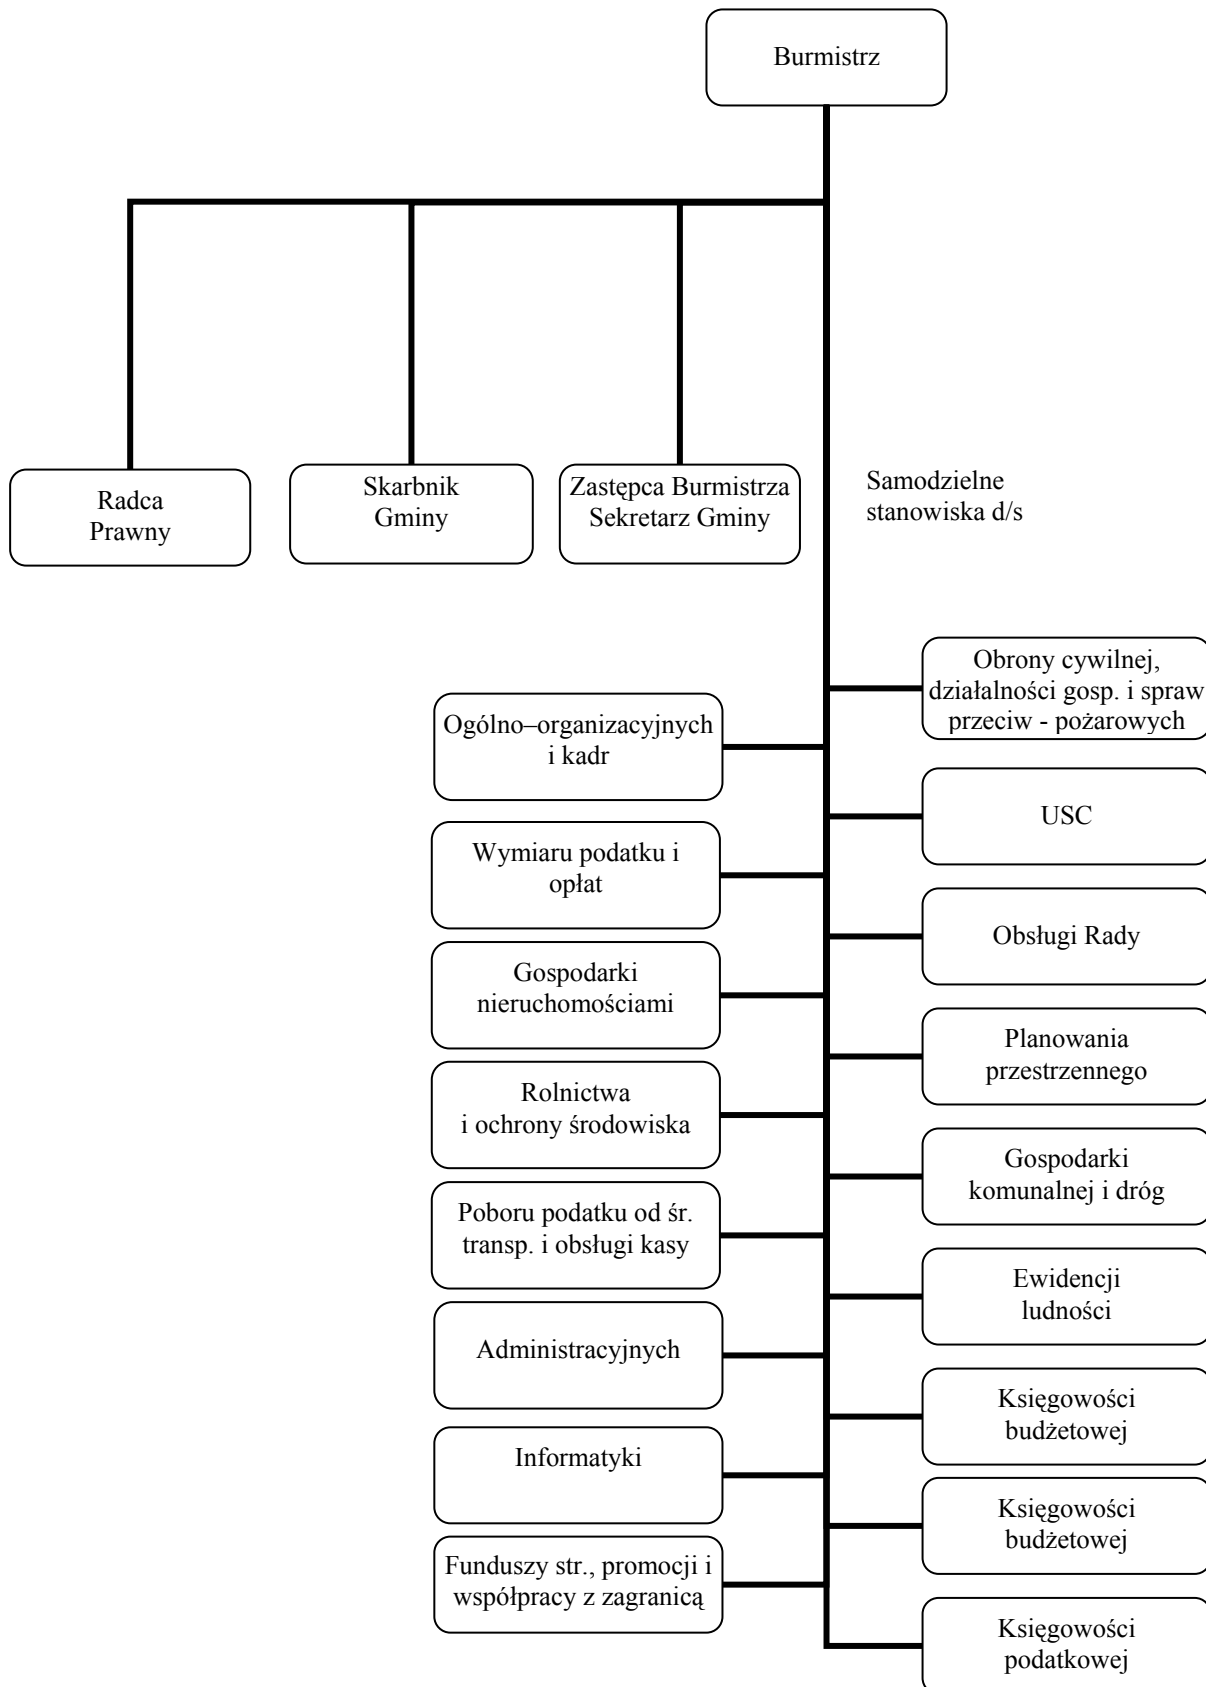 Burmistrz
Radca
Prawny
Skarbnik
Gminy
Zastępca Burmistrza
Sekretarz Gminy
Samodzielne
stanowiska d/s
Ogólno–organizacyjnych
i kadr
Wymiaru podatku i
opłat
Gospodarki
nieruchomościami
Rolnictwa
i ochrony środowiska
Poboru podatku od śr.
transp. i obsługi kasy
Administracyjnych
Informatyki
Funduszy str., promocji i
współpracy z zagranicą
Obrony cywilnej,
działalności gosp. i spraw
przeciw - pożarowych
USC
Obsługi Rady
Planowania
przestrzennego
Gospodarki
komunalnej i dróg
Ewidencji
ludności
Księgowości
budżetowej
Księgowości
budżetowej
Księgowości
podatkowej